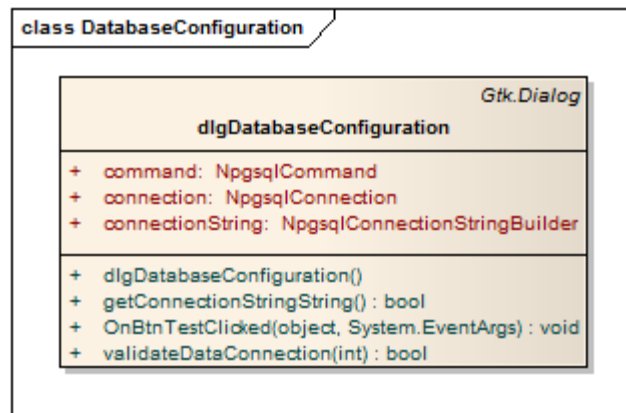 class DatabaseConfiguration
Gtk.Dialog
dlgDatabaseConfiguration
+ command: NpgsqlCommand
+ connection: NpgsqlConnection
+ connectionString: NpgsqlConnectionStringBuilder
+ dlgDatabaseConfiguration()
+ getConnectionStringString() : bool
+ OnBtnTestClicked(object, System.EventArgs) : void
+ validateDataConnection(int) : bool